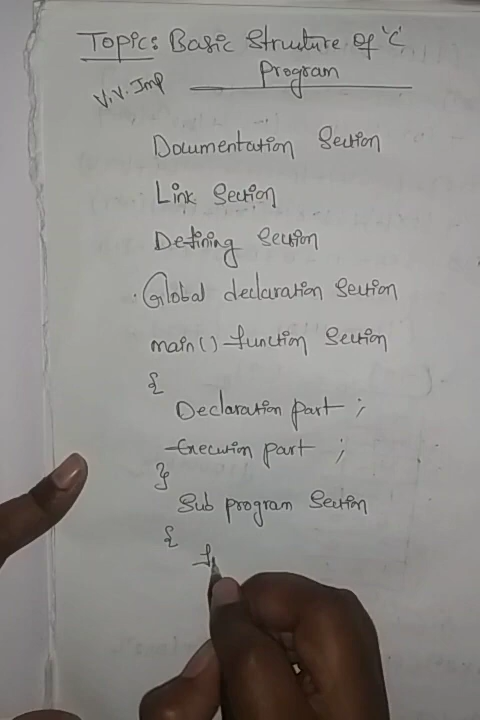 Topic: Basic Structure of 'C'
Program
V.V. Imp
Documentation Section
Link Section
Defining Section
Global declaration Section
main() function Section
{
Declaration part ;
Execution part ;
}
Sub program Section
{
f